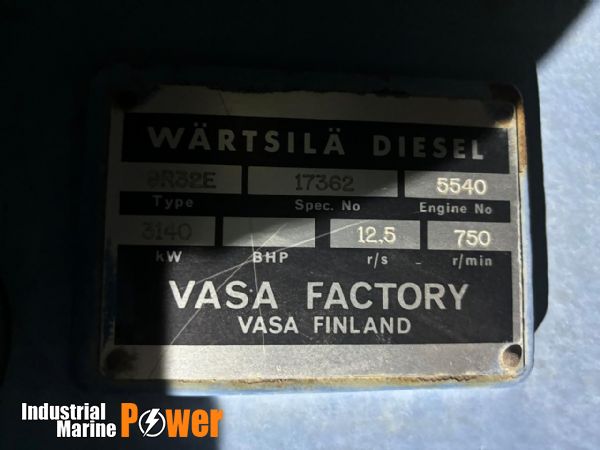 WÄRTSILÄ DIESEL
9R32E 17362 5540
Type Spec. No Engine No
3140 12,5 750
kW BHP r/s r/min
VASA FACTORY
VASA FINLAND
Industrial
Marine Power